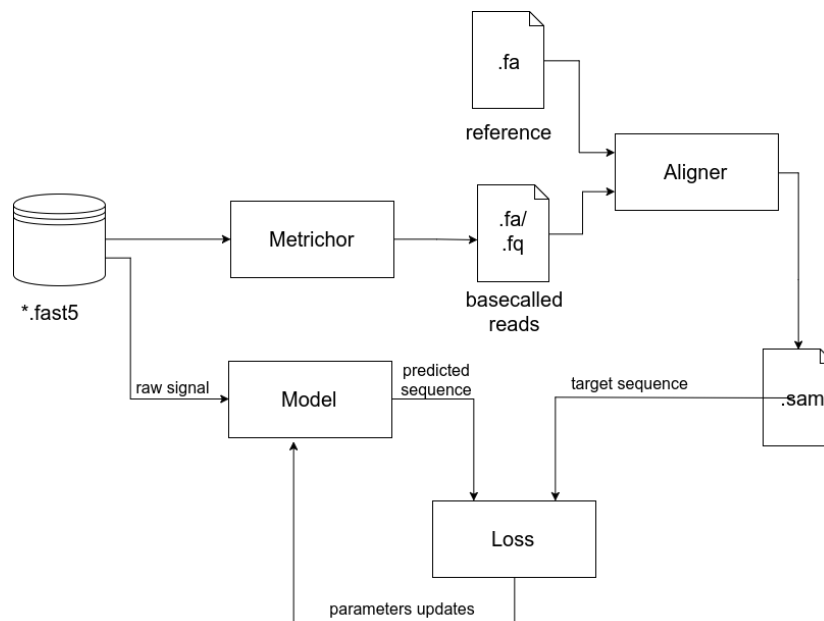 .fa
reference
Aligner
Metrichor
.fa/
.fq
*.fast5
basecalled
reads
raw signal
Model
predicted
sequence
target sequence
.sam
Loss
parameters updates